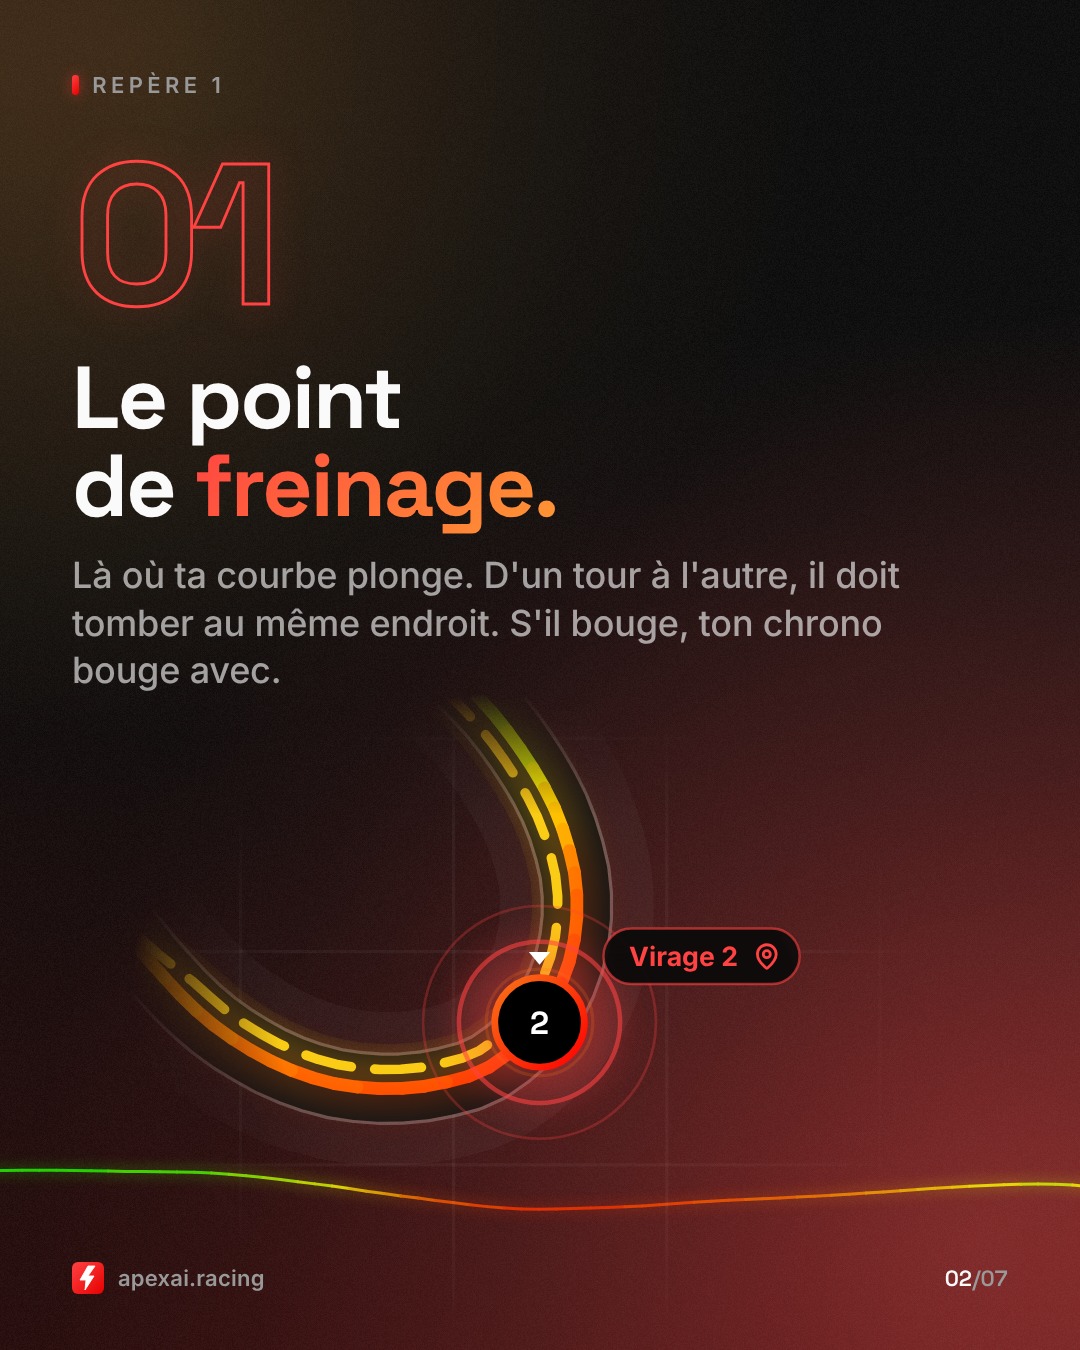 REPÈRE 1
01
Le point
de freinage.
Là où ta courbe plonge. D'un tour à l'autre, il doit
tomber au même endroit. S'il bouge, ton chrono
bouge avec.
Virage 2
2
apexai.racing
02/07